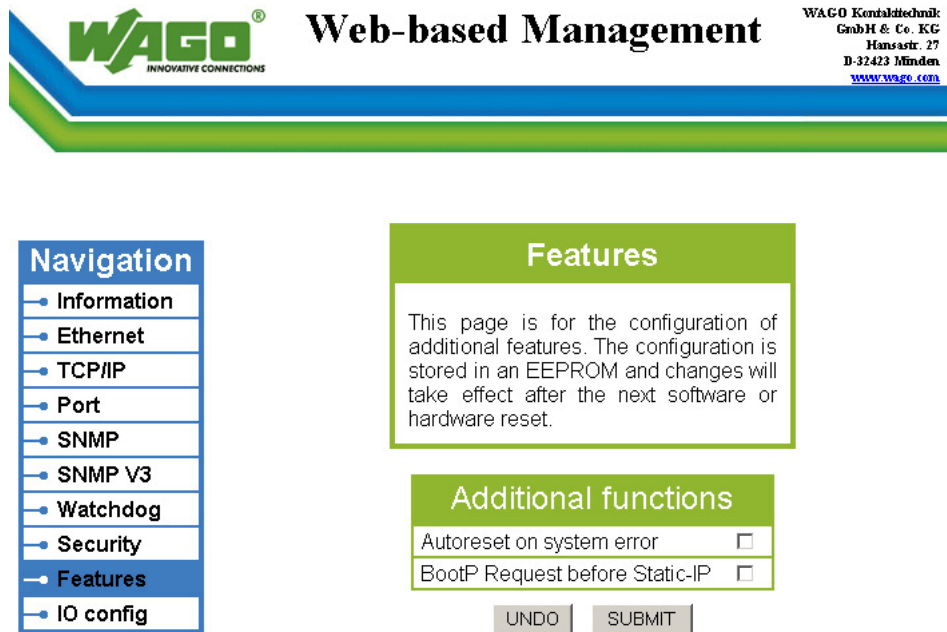 WAGO®
INNOVATIVE CONNECTIONS
Web-based Management
WAGO Kontakttechnik
GmbH & Co. KG
Hansastr. 27
D-32423 Minden
www.wago.com
Navigation
Information
Ethernet
TCP/IP
Port
SNMP
SNMP V3
Watchdog
Security
Features
IO config
Features
This page is for the configuration of
additional features. The configuration is
stored in an EEPROM and changes will
take effect after the next software or
hardware reset.
Additional functions
Autoreset on system error
BootP Request before Static-IP
UNDO
SUBMIT